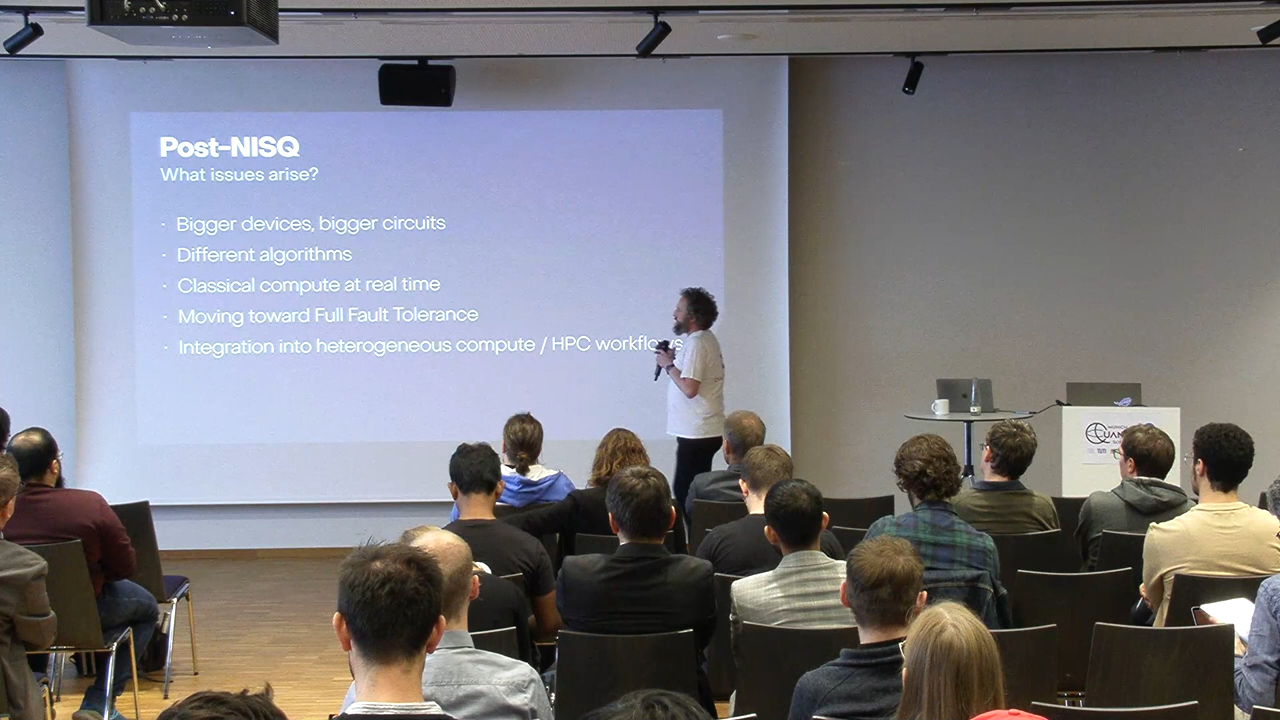 Post-NISQ
What issues arise?
· Bigger devices, bigger circuits
· Different algorithms
· Classical compute at real time
· Moving toward Full Fault Tolerance
· Integration into heterogeneous compute / HPC workflows
MUNICH